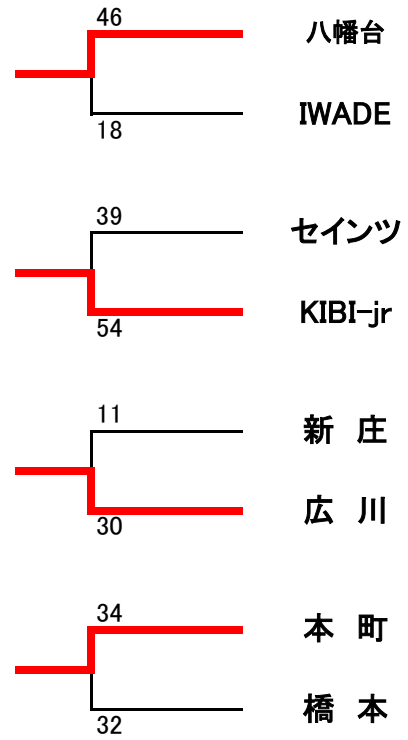 46
八幡台
IWADE
18
39
セインツ
KIBI-jr
54
11
新 庄
広 川
30
34
本 町
橋 本
32